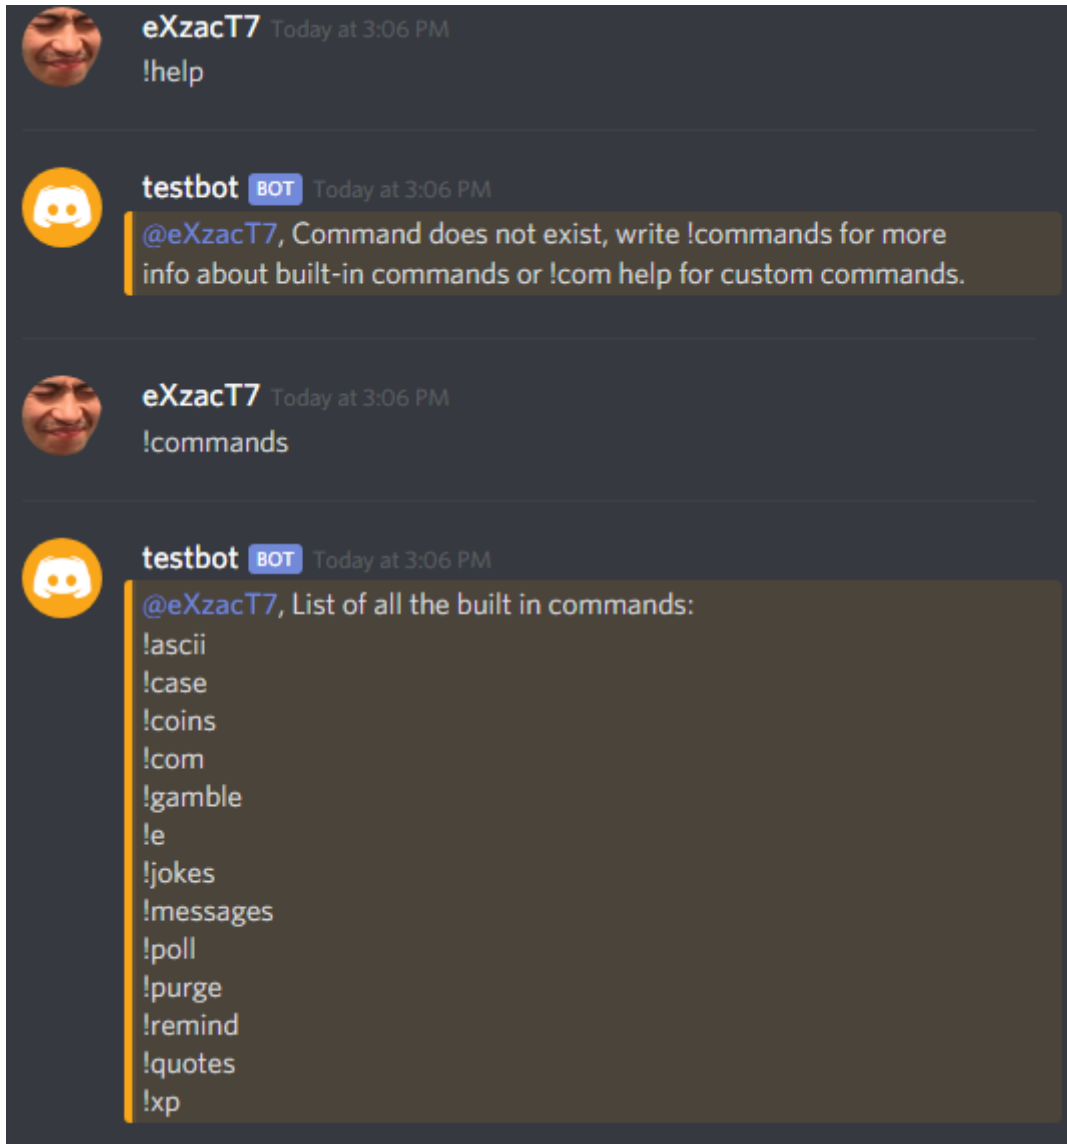 eXzacT7 Today at 3:06 PM
!help
testbot BOT Today at 3:06 PM
@eXzacT7, Command does not exist, write !commands for more
info about built-in commands or !com help for custom commands.
eXzacT7 Today at 3:06 PM
!commands
testbot BOT Today at 3:06 PM
@eXzacT7, List of all the built in commands:
!ascii
!case
!coins
!com
!gamble
!e
!jokes
!messages
!poll
!purge
!remind
!quotes
!xp